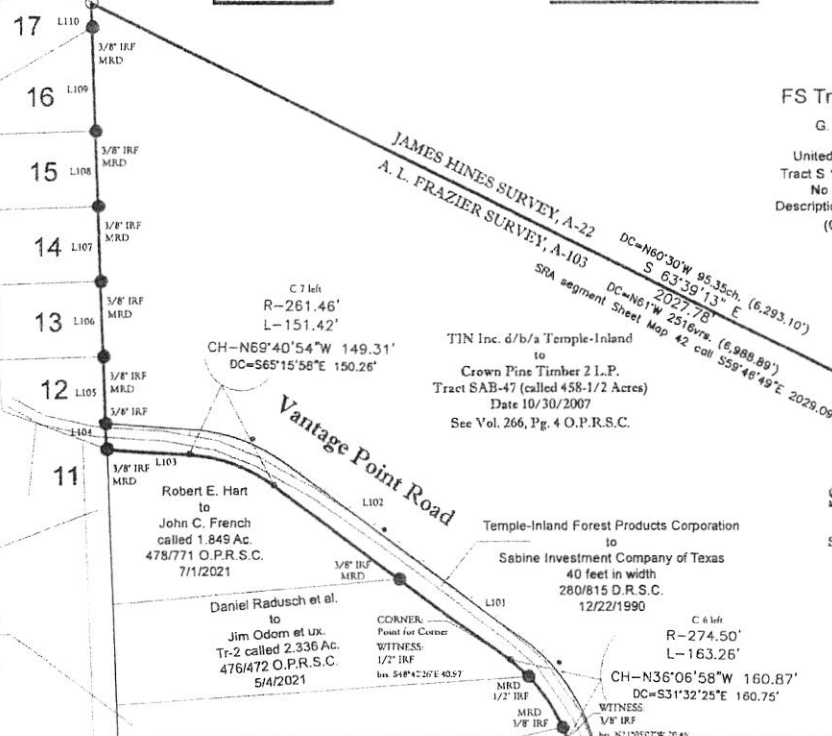 17
L110
3/8" IRF
MRD
16
L109
3/8" IRF
MRD
15
L108
3/8" IRF
MRD
14
L107
3/8" IRF
MRD
13
L106
3/8" IRF
MRD
12
L105
3/8" IRF
L104
11
3/8" IRF
MRD
L103
JAMES HINES SURVEY, A-22
A. L. FRAZIER SURVEY, A-103
DC=N60°30'W 95.35ch. (6,293.10')
S 63°39'13" E
2027.78'
DC=N61°W 2516vrs. (6,988.89')
SRA segment Sheet Map 42 call S59°46'49"E 2029.09
FS Tr
G.
United
Tract S
No
Descriptio
C 7 left
R-261.46'
L-151.42'
CH-N69°40'54"W 149.31'
DC=S65°15'58"E 150.26'
TIN Inc. d/b/a Temple-Inland
to
Crown Pine Timber 2 L.P.
Tract SAB-47 (called 458-1/2 Acres)
Date 10/30/2007
See Vol. 266, Pg. 4 O.P.R.S.C.
Vantage Point Road
L102
Robert E. Hart
to
John C. French
called 1.849 Ac.
478/771 O.P.R.S.C.
7/1/2021
Temple-Inland Forest Products Corporation
to
Sabine Investment Company of Texas
40 feet in width
280/815 D.R.S.C.
12/22/1990
3/8" IRF
MRD
L101
Daniel Radusch et al.
to
Jim Odom et ux.
Tr-2 called 2.336 Ac.
476/472 O.P.R.S.C.
5/4/2021
CORNER:
Point for Corner
WITNESS:
1/2" IRF
brs. S48°42'26"E 40.97'
C 6 left
R-274.50'
L-163.26'
CH-N36°06'58"W 160.87'
DC=S31°32'25"E 160.75'
MRD
1/2" IRF
MRD
3/8" IRF
WITNESS:
3/8" IRF